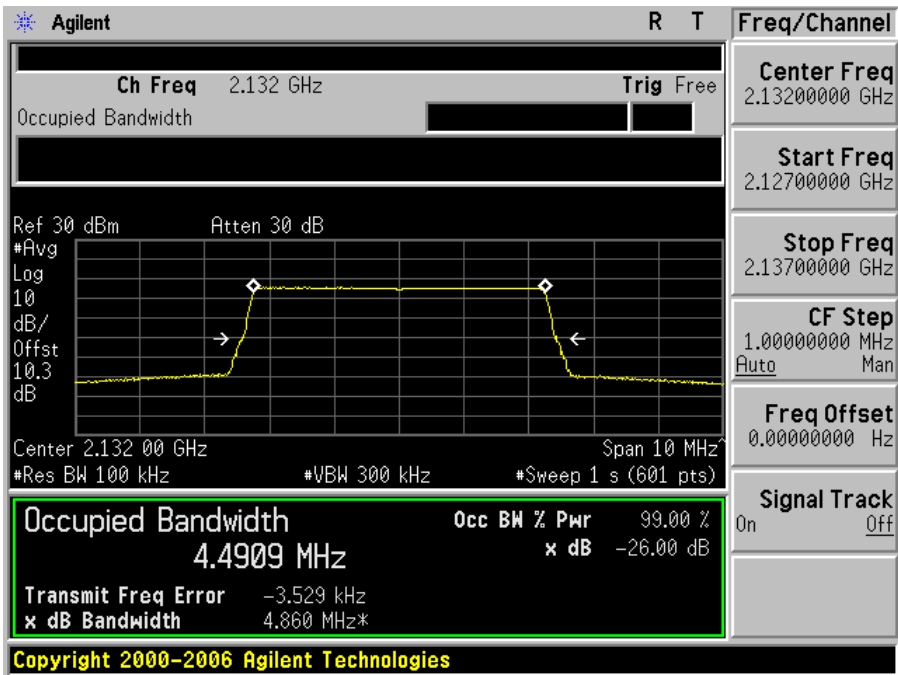 Agilent R T
Freq/Channel
Ch Freq 2.132 GHz Trig Free
Occupied Bandwidth
Center Freq
2.13200000 GHz
Start Freq
2.12700000 GHz
Stop Freq
2.13700000 GHz
CF Step
1.00000000 MHz
Auto Man
Freq Offset
0.00000000 Hz
Signal Track
On Off
Ref 30 dBm Atten 30 dB
#Avg
Log
10
dB/
Offst
10.3
dB
Center 2.132 00 GHz Span 10 MHz^
#Res BW 100 kHz #VBW 300 kHz #Sweep 1 s (601 pts)
Occupied Bandwidth Occ BW % Pwr 99.00 %
4.4909 MHz x dB -26.00 dB
Transmit Freq Error -3.529 kHz
x dB Bandwidth 4.860 MHz*
Copyright 2000-2006 Agilent Technologies